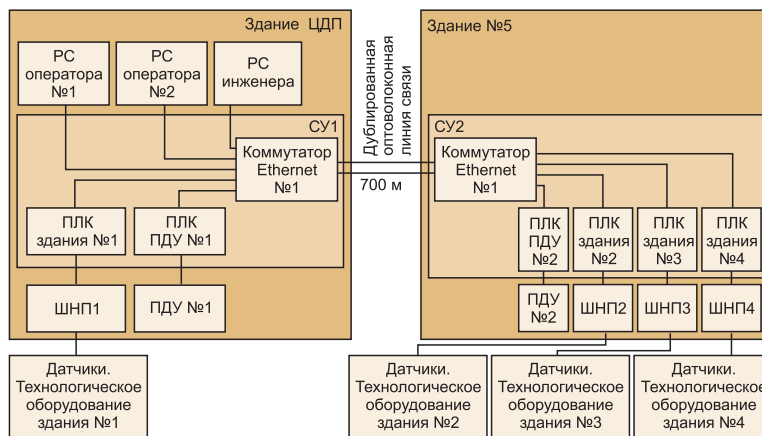 Здание ЦДП
РС
оператора
№1
РС
оператора
№2
РС
инженера
СУ1
Коммутатор
Ethernet
№1
ПЛК
здания №1
ПЛК
ПДУ №1
ШНП1
ПДУ №1
Датчики.
Технологическое
оборудование
здания №1
Дублированная
оптоволоконная
линия связи
700 м
Здание №5
СУ2
Коммутатор
Ethernet
№1
ПЛК
ПДУ
№2
ПЛК
здания
№2
ПЛК
здания
№3
ПЛК
здания
№4
ПДУ
№2
ШНП2
ШНП3
ШНП4
Датчики.
Технологическое
оборудование
здания №2
Датчики.
Технологическое
оборудование
здания №3
Датчики.
Технологическое
оборудование
здания №4